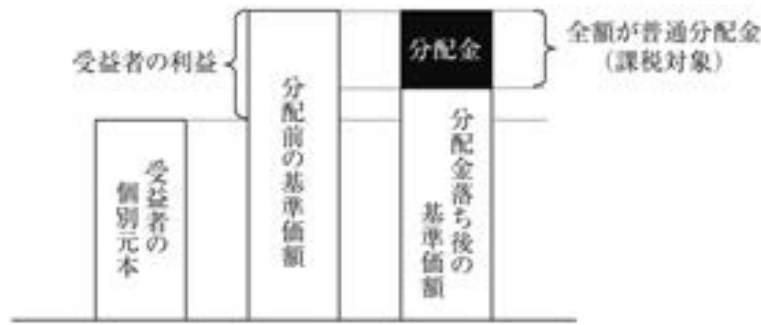 受益者の利益
分配金
全額が普通分配金
（課税対象）
受益者の
個別元本
分配前の基準価額
分配金落ち後の
基準価額